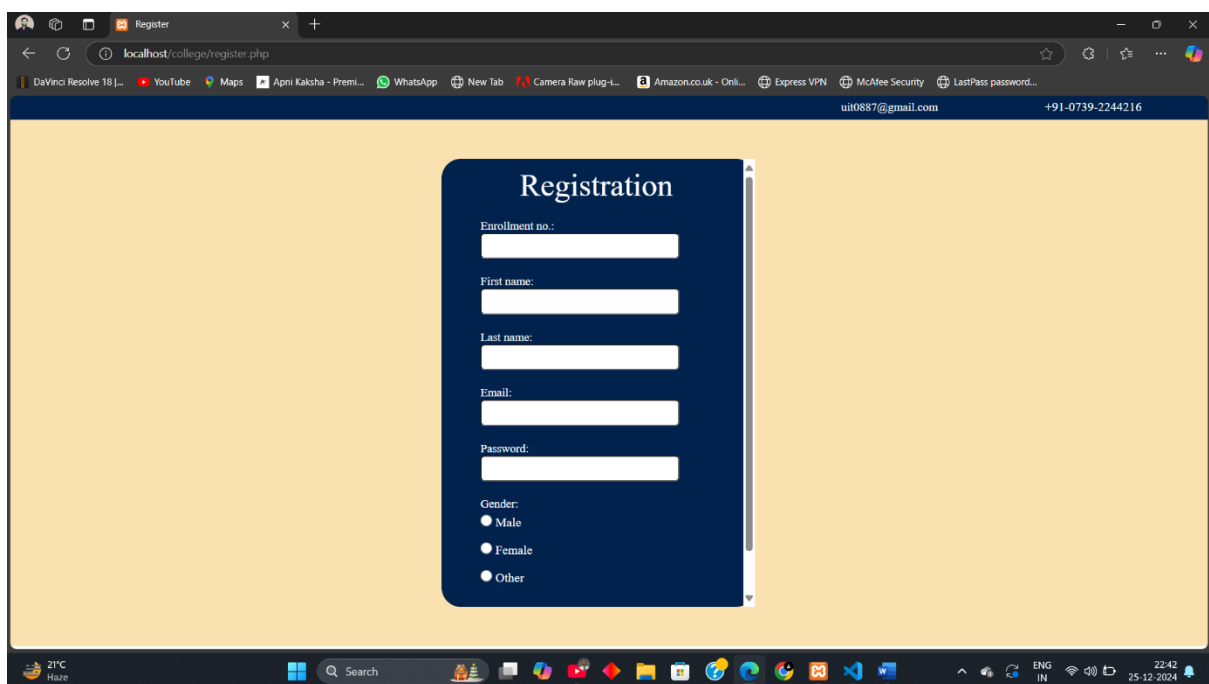 Register
localhost/college/register.php
DaVinci Resolve 18 |... YouTube Maps Apni Kaksha - Premi... WhatsApp New Tab Camera Raw plug-i... Amazon.co.uk - Onli... Express VPN McAfee Security LastPass password...
uit0887@gmail.com +91-0739-2244216
Registration
Enrollment no.:
First name:
Last name:
Email:
Password:
Gender:
Male
Female
Other
21°C
Haze
Search
ENG
IN
22:42
25-12-2024